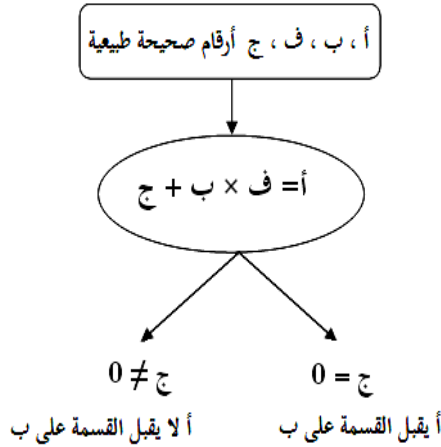 أ ، ب ، ف ، ج أرقام صحيحة طبيعية
أ= ف × ب + ج
ج = 0
أ يقبل القسمة على ب
ج ≠ 0
أ لا يقبل القسمة على ب